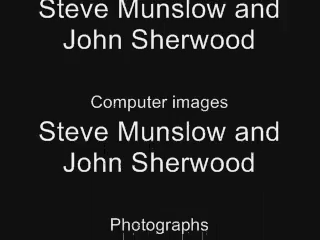 Steve Munslow and
John Sherwood
Computer images
Steve Munslow and
John Sherwood
Photographs